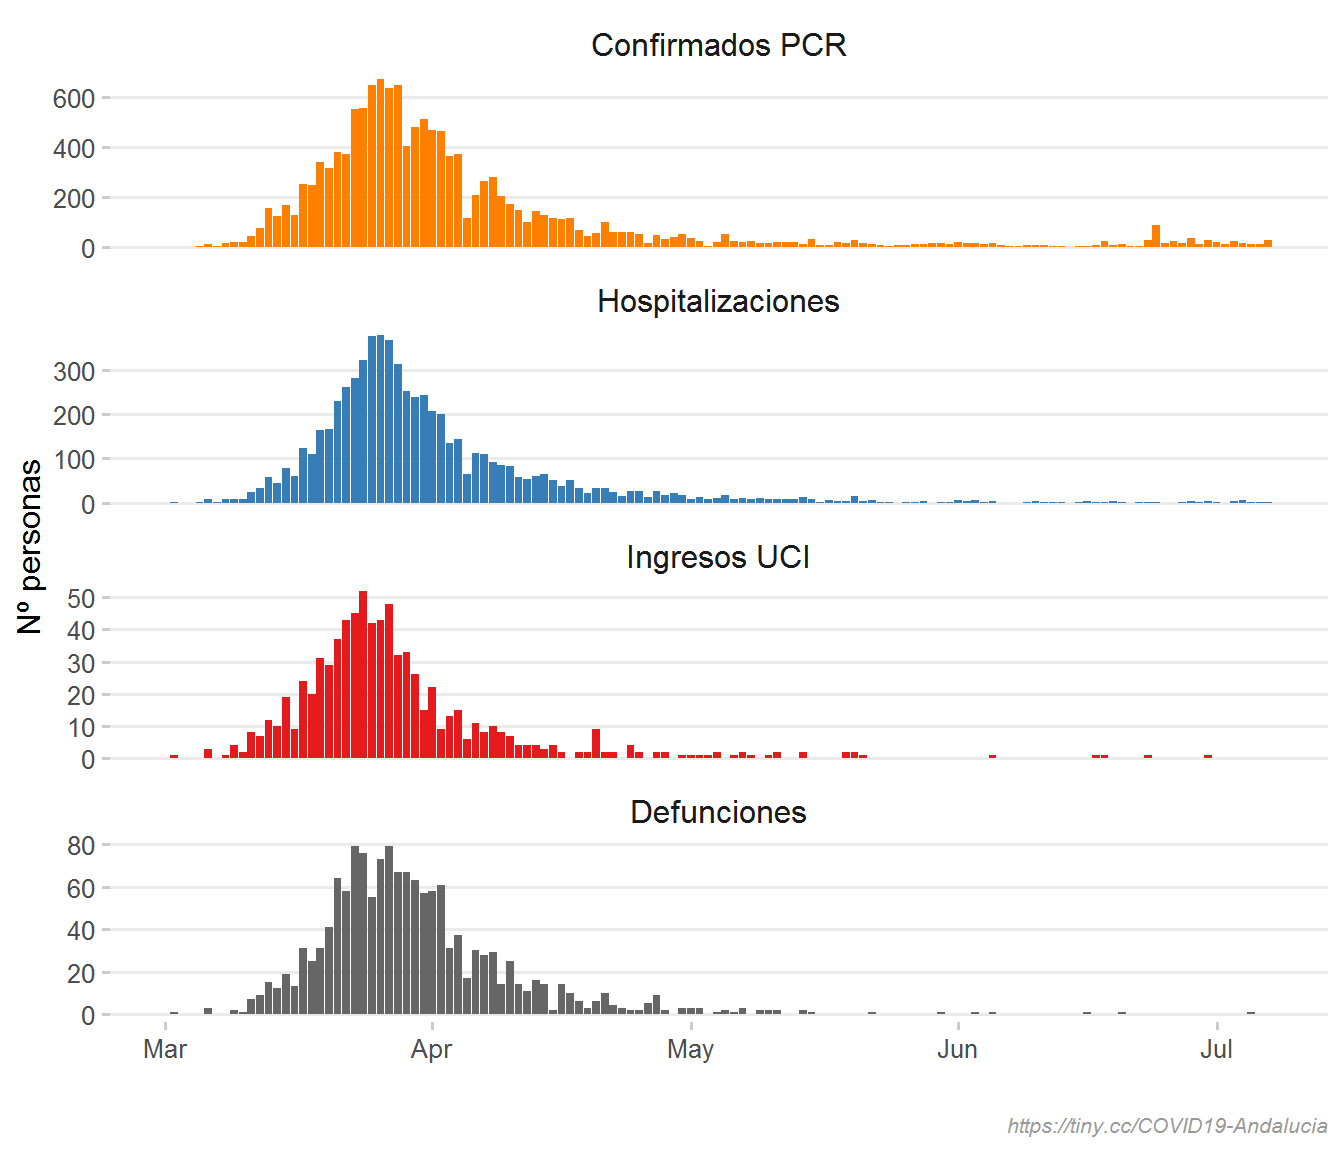 Confirmados PCR
600
400
200
0
Hospitalizaciones
300
200
100
0
Nº personas
Ingresos UCI
50
40
30
20
10
0
Defunciones
80
60
40
20
0
Mar Apr May Jun Jul
https://tiny.cc/COVID19-Andalucia